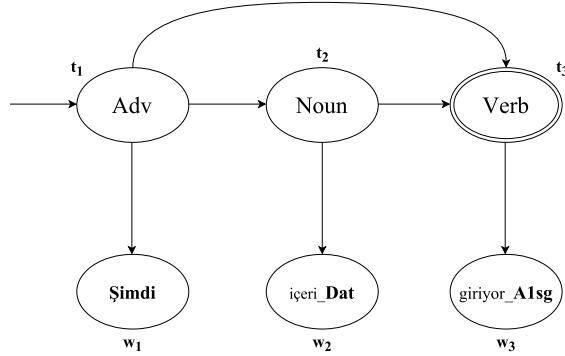 t1 t2 t3
Adv Noun Verb
Şimdi içeri_Dat giriyor_A1sg
w1 w2 w3